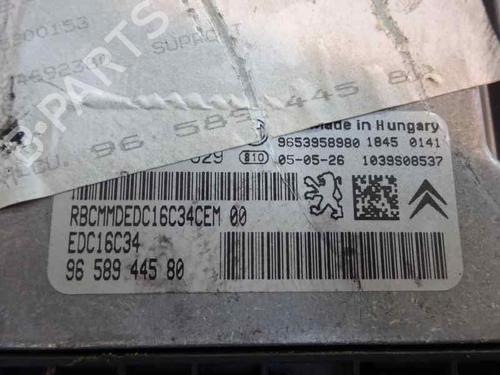 SUPPORT
96 589 445 80
Made in Hungary
9653958980 1845 0141
029 810 05-05-26 1039S08537
RBCMMDEDC16C34CEM 00
EDC16C34
96 589 445 80